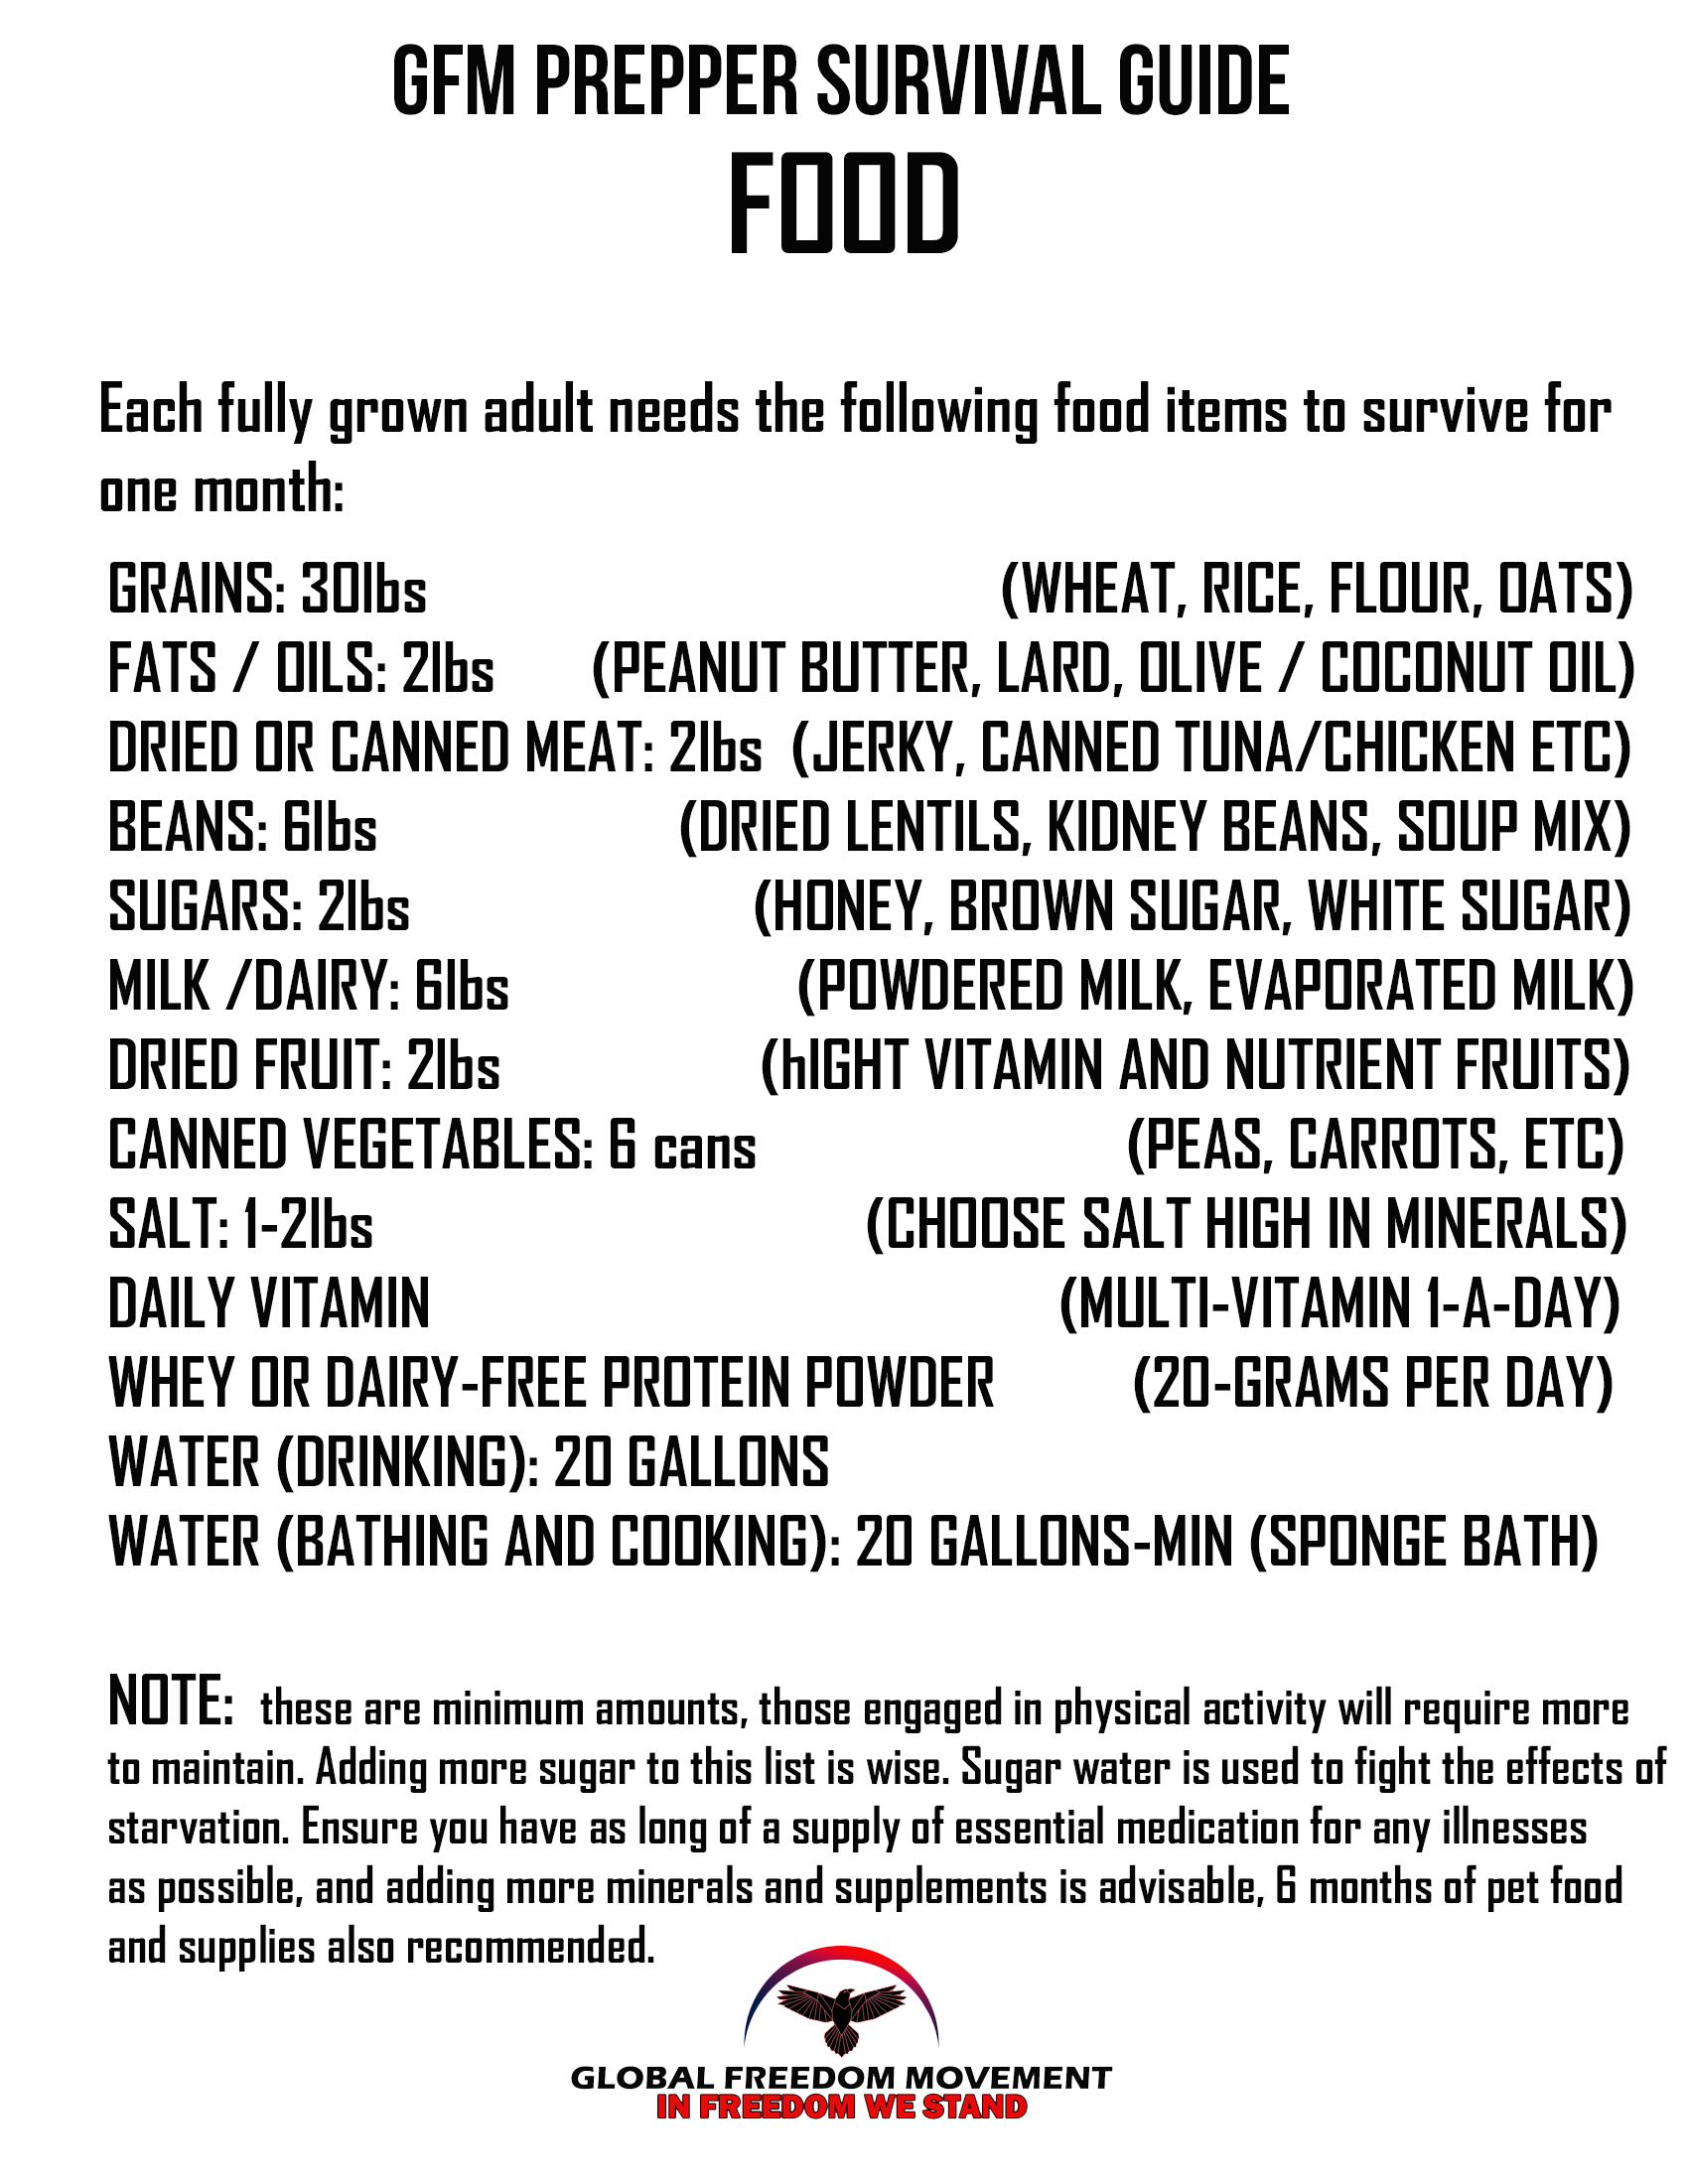 GFM PREPPER SURVIVAL GUIDE
FOOD
Each fully grown adult needs the following food items to survive for
one month:
GRAINS: 30lbs (WHEAT, RICE, FLOUR, OATS)
FATS / OILS: 2lbs (PEANUT BUTTER, LARD, OLIVE / COCONUT OIL)
DRIED OR CANNED MEAT: 2lbs (JERKY, CANNED TUNA/CHICKEN ETC)
BEANS: 6lbs (DRIED LENTILS, KIDNEY BEANS, SOUP MIX)
SUGARS: 2lbs (HONEY, BROWN SUGAR, WHITE SUGAR)
MILK /DAIRY: 6lbs (POWDERED MILK, EVAPORATED MILK)
DRIED FRUIT: 2lbs (hIGHT VITAMIN AND NUTRIENT FRUITS)
CANNED VEGETABLES: 6 cans (PEAS, CARROTS, ETC)
SALT: 1-2lbs (CHOOSE SALT HIGH IN MINERALS)
DAILY VITAMIN (MULTI-VITAMIN 1-A-DAY)
WHEY OR DAIRY-FREE PROTEIN POWDER (20-GRAMS PER DAY)
WATER (DRINKING): 20 GALLONS
WATER (BATHING AND COOKING): 20 GALLONS-MIN (SPONGE BATH)
NOTE: these are minimum amounts, those engaged in physical activity will require more
to maintain. Adding more sugar to this list is wise. Sugar water is used to fight the effects of
starvation. Ensure you have as long of a supply of essential medication for any illnesses
as possible, and adding more minerals and supplements is advisable, 6 months of pet food
and supplies also recommended.
GLOBAL FREEDOM MOVEMENT
IN FREEDOM WE STAND